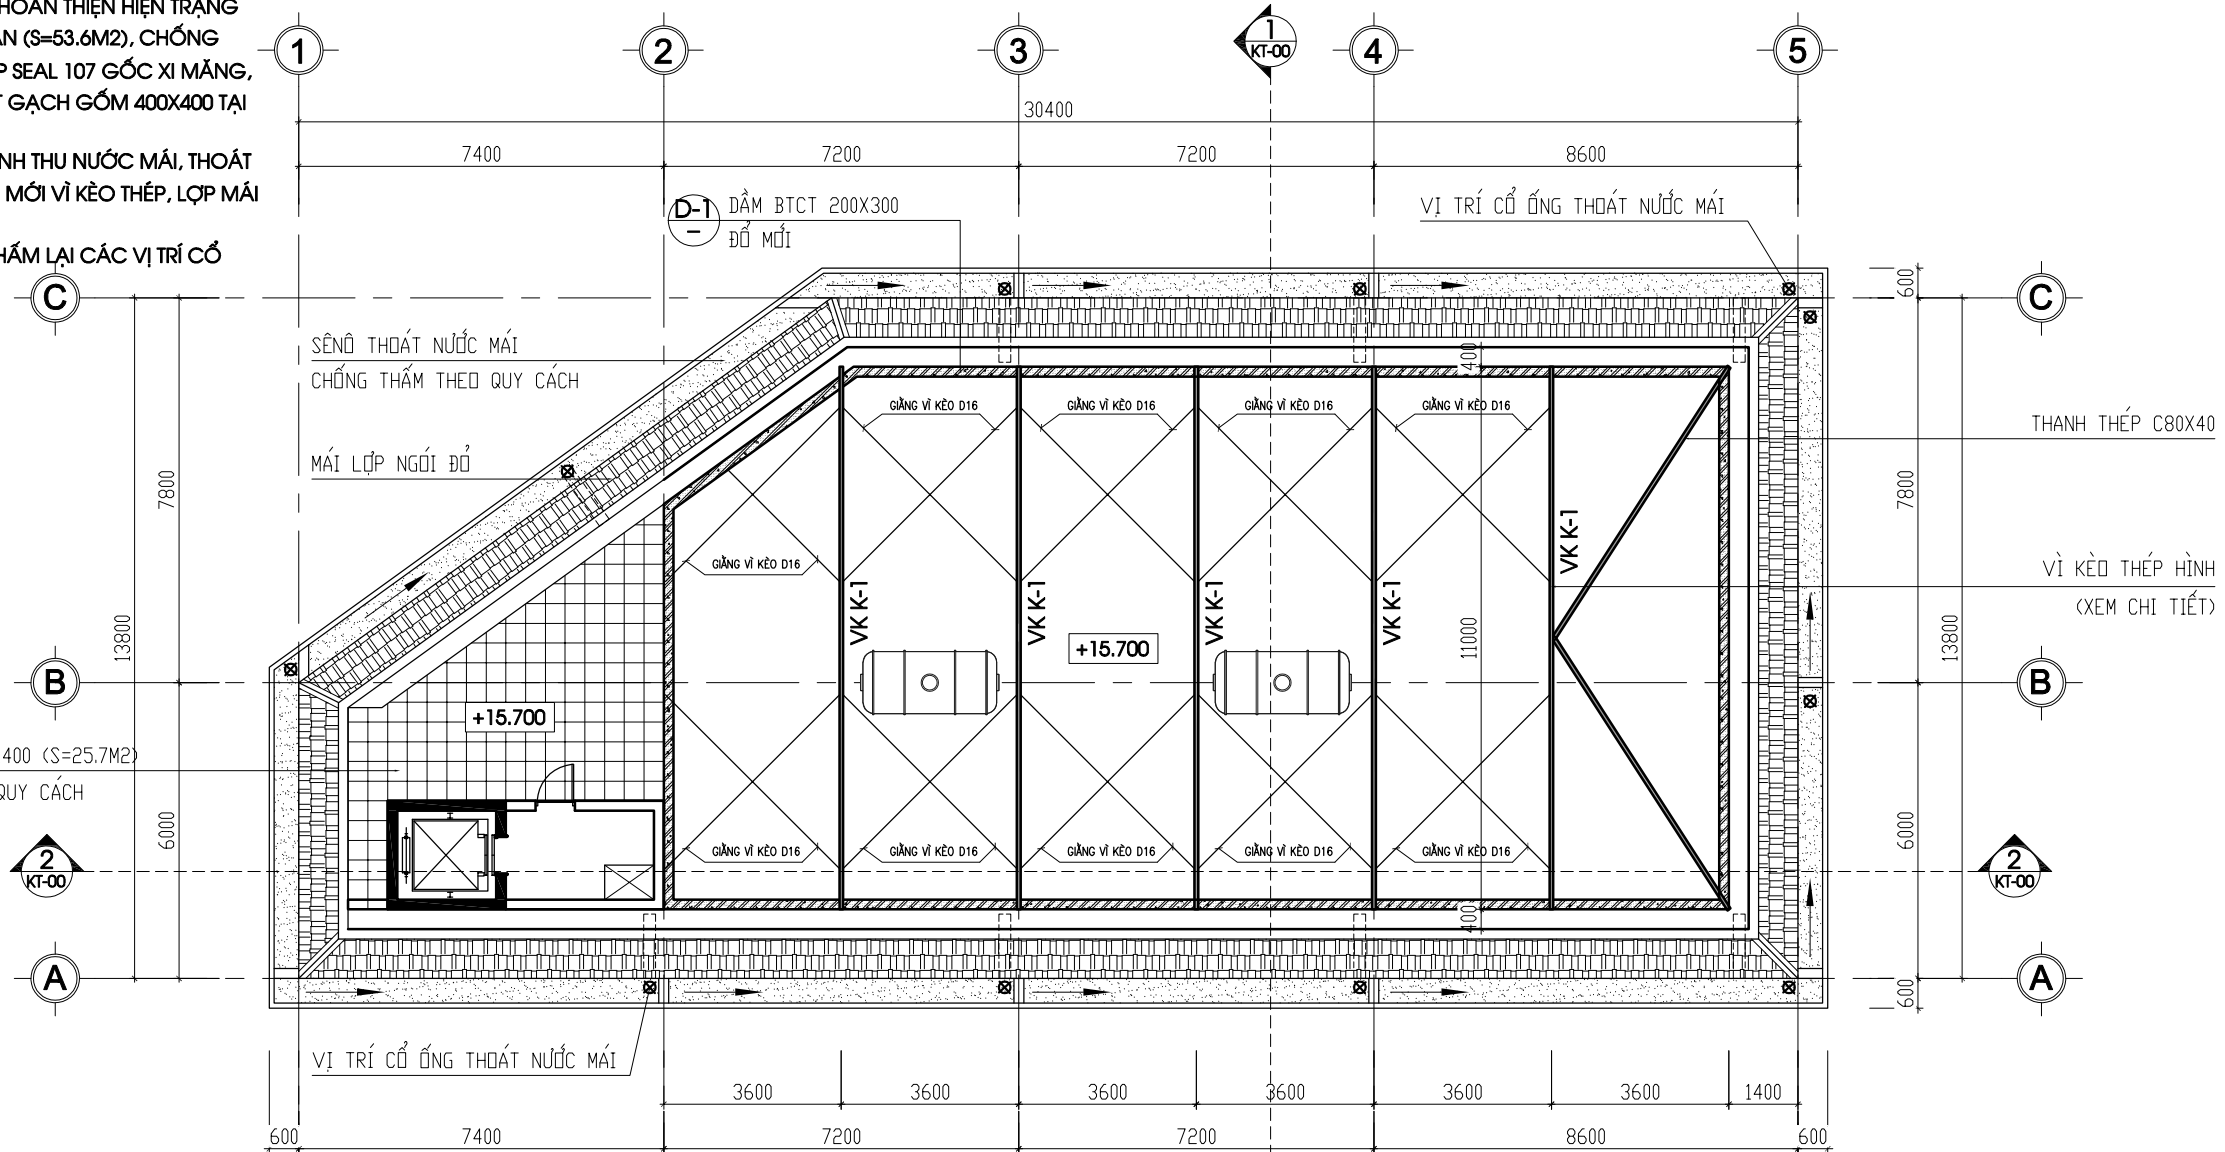 HOÀN THIỆN HIỆN TRẠNG
(S=53.6M2), CHỐNG
SEAL 107 GỐC XI MĂNG,
GẠCH GỐM 400X400 TẠI
THU NƯỚC MÁI, THOÁT
MỚI VÌ KÈO THÉP, LỢP MÁI
LẠI CÁC VỊ TRÍ CỔ
1
2
3
1
KT-00
4
5
30400
7400
7200
7200
8600
D-1
–
DẦM BTCT 200X300
ĐỔ MỚI
VỊ TRÍ CỔ ỐNG THOÁT NƯỚC MÁI
C
C
600
SÊNÔ THOÁT NƯỚC MÁI
CHỐNG THẤM THEO QUY CÁCH
400
GIẰNG VÌ KÈO D16
GIẰNG VÌ KÈO D16
GIẰNG VÌ KÈO D16
GIẰNG VÌ KÈO D16
THANH THÉP C80X40
MÁI LỢP NGÓI ĐỎ
7800
7800
VK K-1
GIẰNG VÌ KÈO D16
VÌ KÈO THÉP HÌNH
(XEM CHI TIẾT)
VK K-1
VK K-1
VK K-1
VK K-1
13800
+15.700
11000
13800
B
B
+15.700
400 (S=25.7M2)
QUY CÁCH
6000
6000
GIẰNG VÌ KÈO D16
GIẰNG VÌ KÈO D16
GIẰNG VÌ KÈO D16
GIẰNG VÌ KÈO D16
GIẰNG VÌ KÈO D16
2
KT-00
2
KT-00
400
A
A
600
VỊ TRÍ CỔ ỐNG THOÁT NƯỚC MÁI
3600
3600
3600
3600
3600
3600
1400
600
7400
7200
7200
8600
600